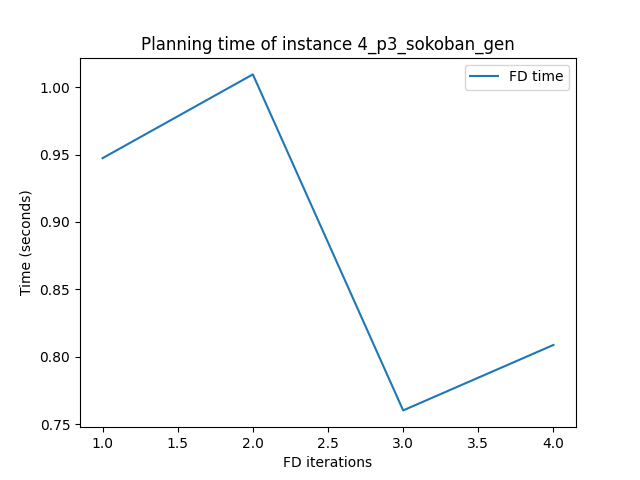 Planning time of instance 4_p3_sokoban_gen
FD time
Time (seconds)
1.00
0.95
0.90
0.85
0.80
0.75
1.0 1.5 2.0 2.5 3.0 3.5 4.0
FD iterations